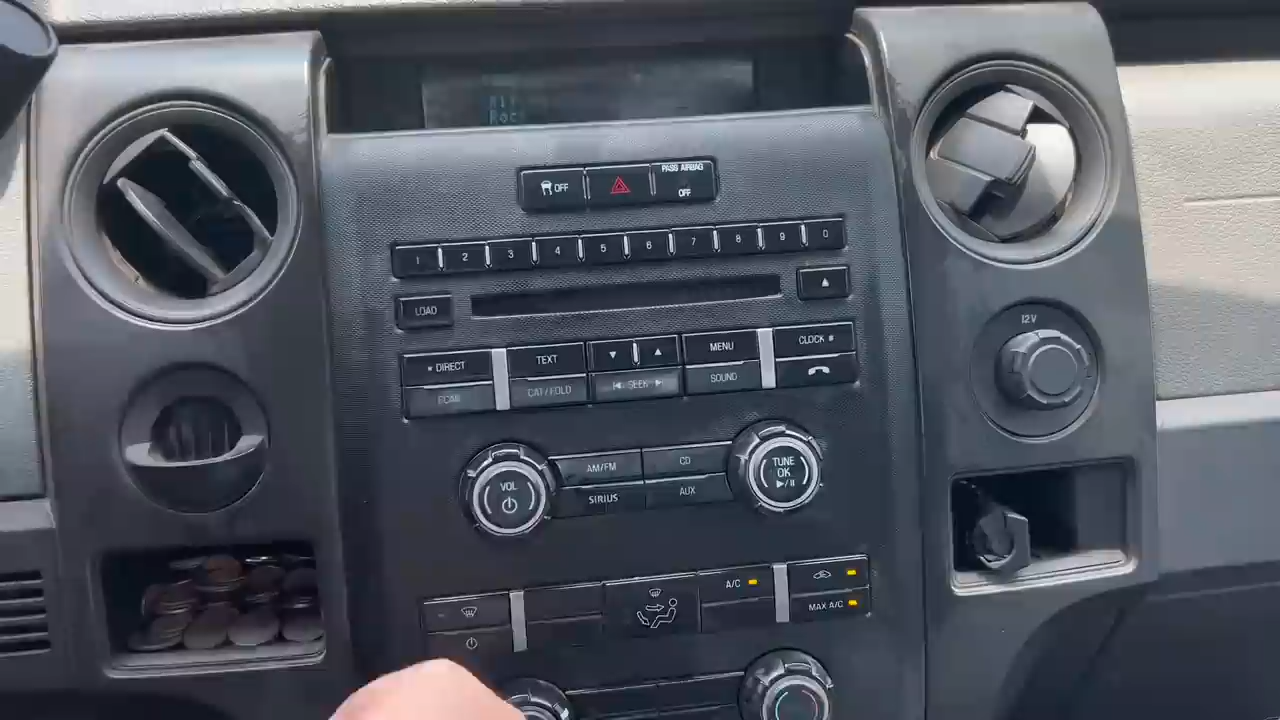 OFF
PASS AIRBAG
OFF
1 2 3 4 5 6 7 8 9 0
LOAD
* DIRECT TEXT MENU CLOCK #
SCAN CAT/FOLD SEEK SOUND
12V
VOL
AM/FM CD
SIRIUS AUX
TUNE
OK
A/C
MAX A/C